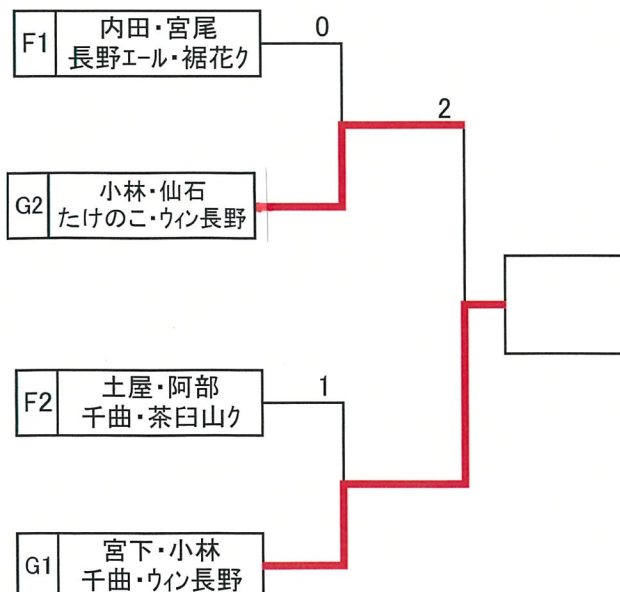 F1
内田・宮尾
長野エール・裾花ク
0
2
G2
小林・仙石
たけのこ・ウィン長野
F2
土屋・阿部
千曲・茶臼山ク
1
G1
宮下・小林
千曲・ウィン長野